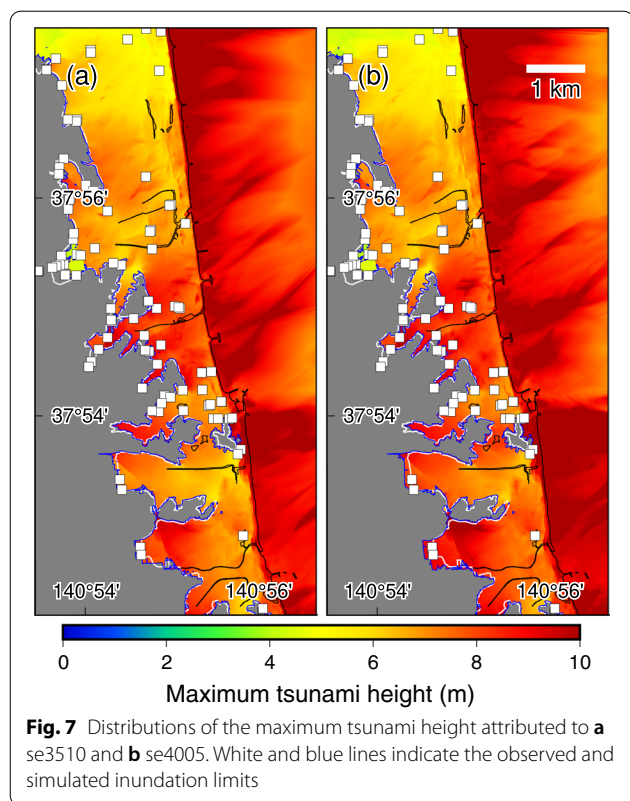 (a)
(b)
1 km
37°56'
37°56'
37°54'
37°54'
140°54'
140°56'
140°54'
140°56'
0 2 4 6 8 10
Maximum tsunami height (m)
Fig. 7 Distributions of the maximum tsunami height attributed to a
se3510 and b se4005. White and blue lines indicate the observed and
simulated inundation limits